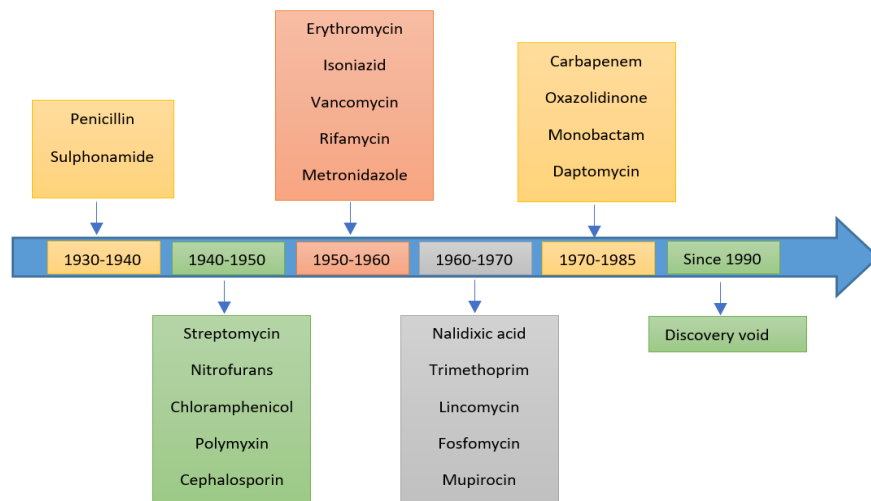 Erythromycin
Isoniazid
Vancomycin
Rifamycin
Metronidazole
Carbapenem
Oxazolidinone
Monobactam
Daptomycin
Penicillin
Sulphonamide
1930-1940
1940-1950
1950-1960
1960-1970
1970-1985
Since 1990
Streptomycin
Nitrofurans
Chloramphenicol
Polymyxin
Cephalosporin
Nalidixic acid
Trimethoprim
Lincomycin
Fosfomycin
Mupirocin
Discovery void